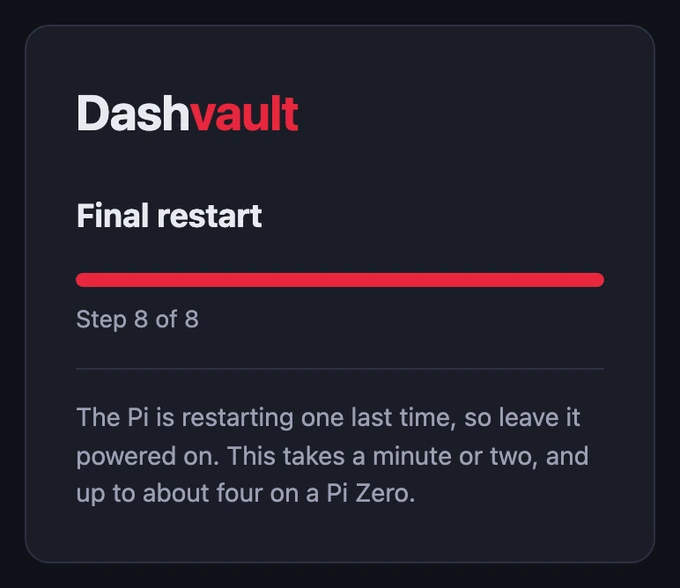 Dashvault
Final restart
Step 8 of 8
The Pi is restarting one last time, so leave it
powered on. This takes a minute or two, and
up to about four on a Pi Zero.